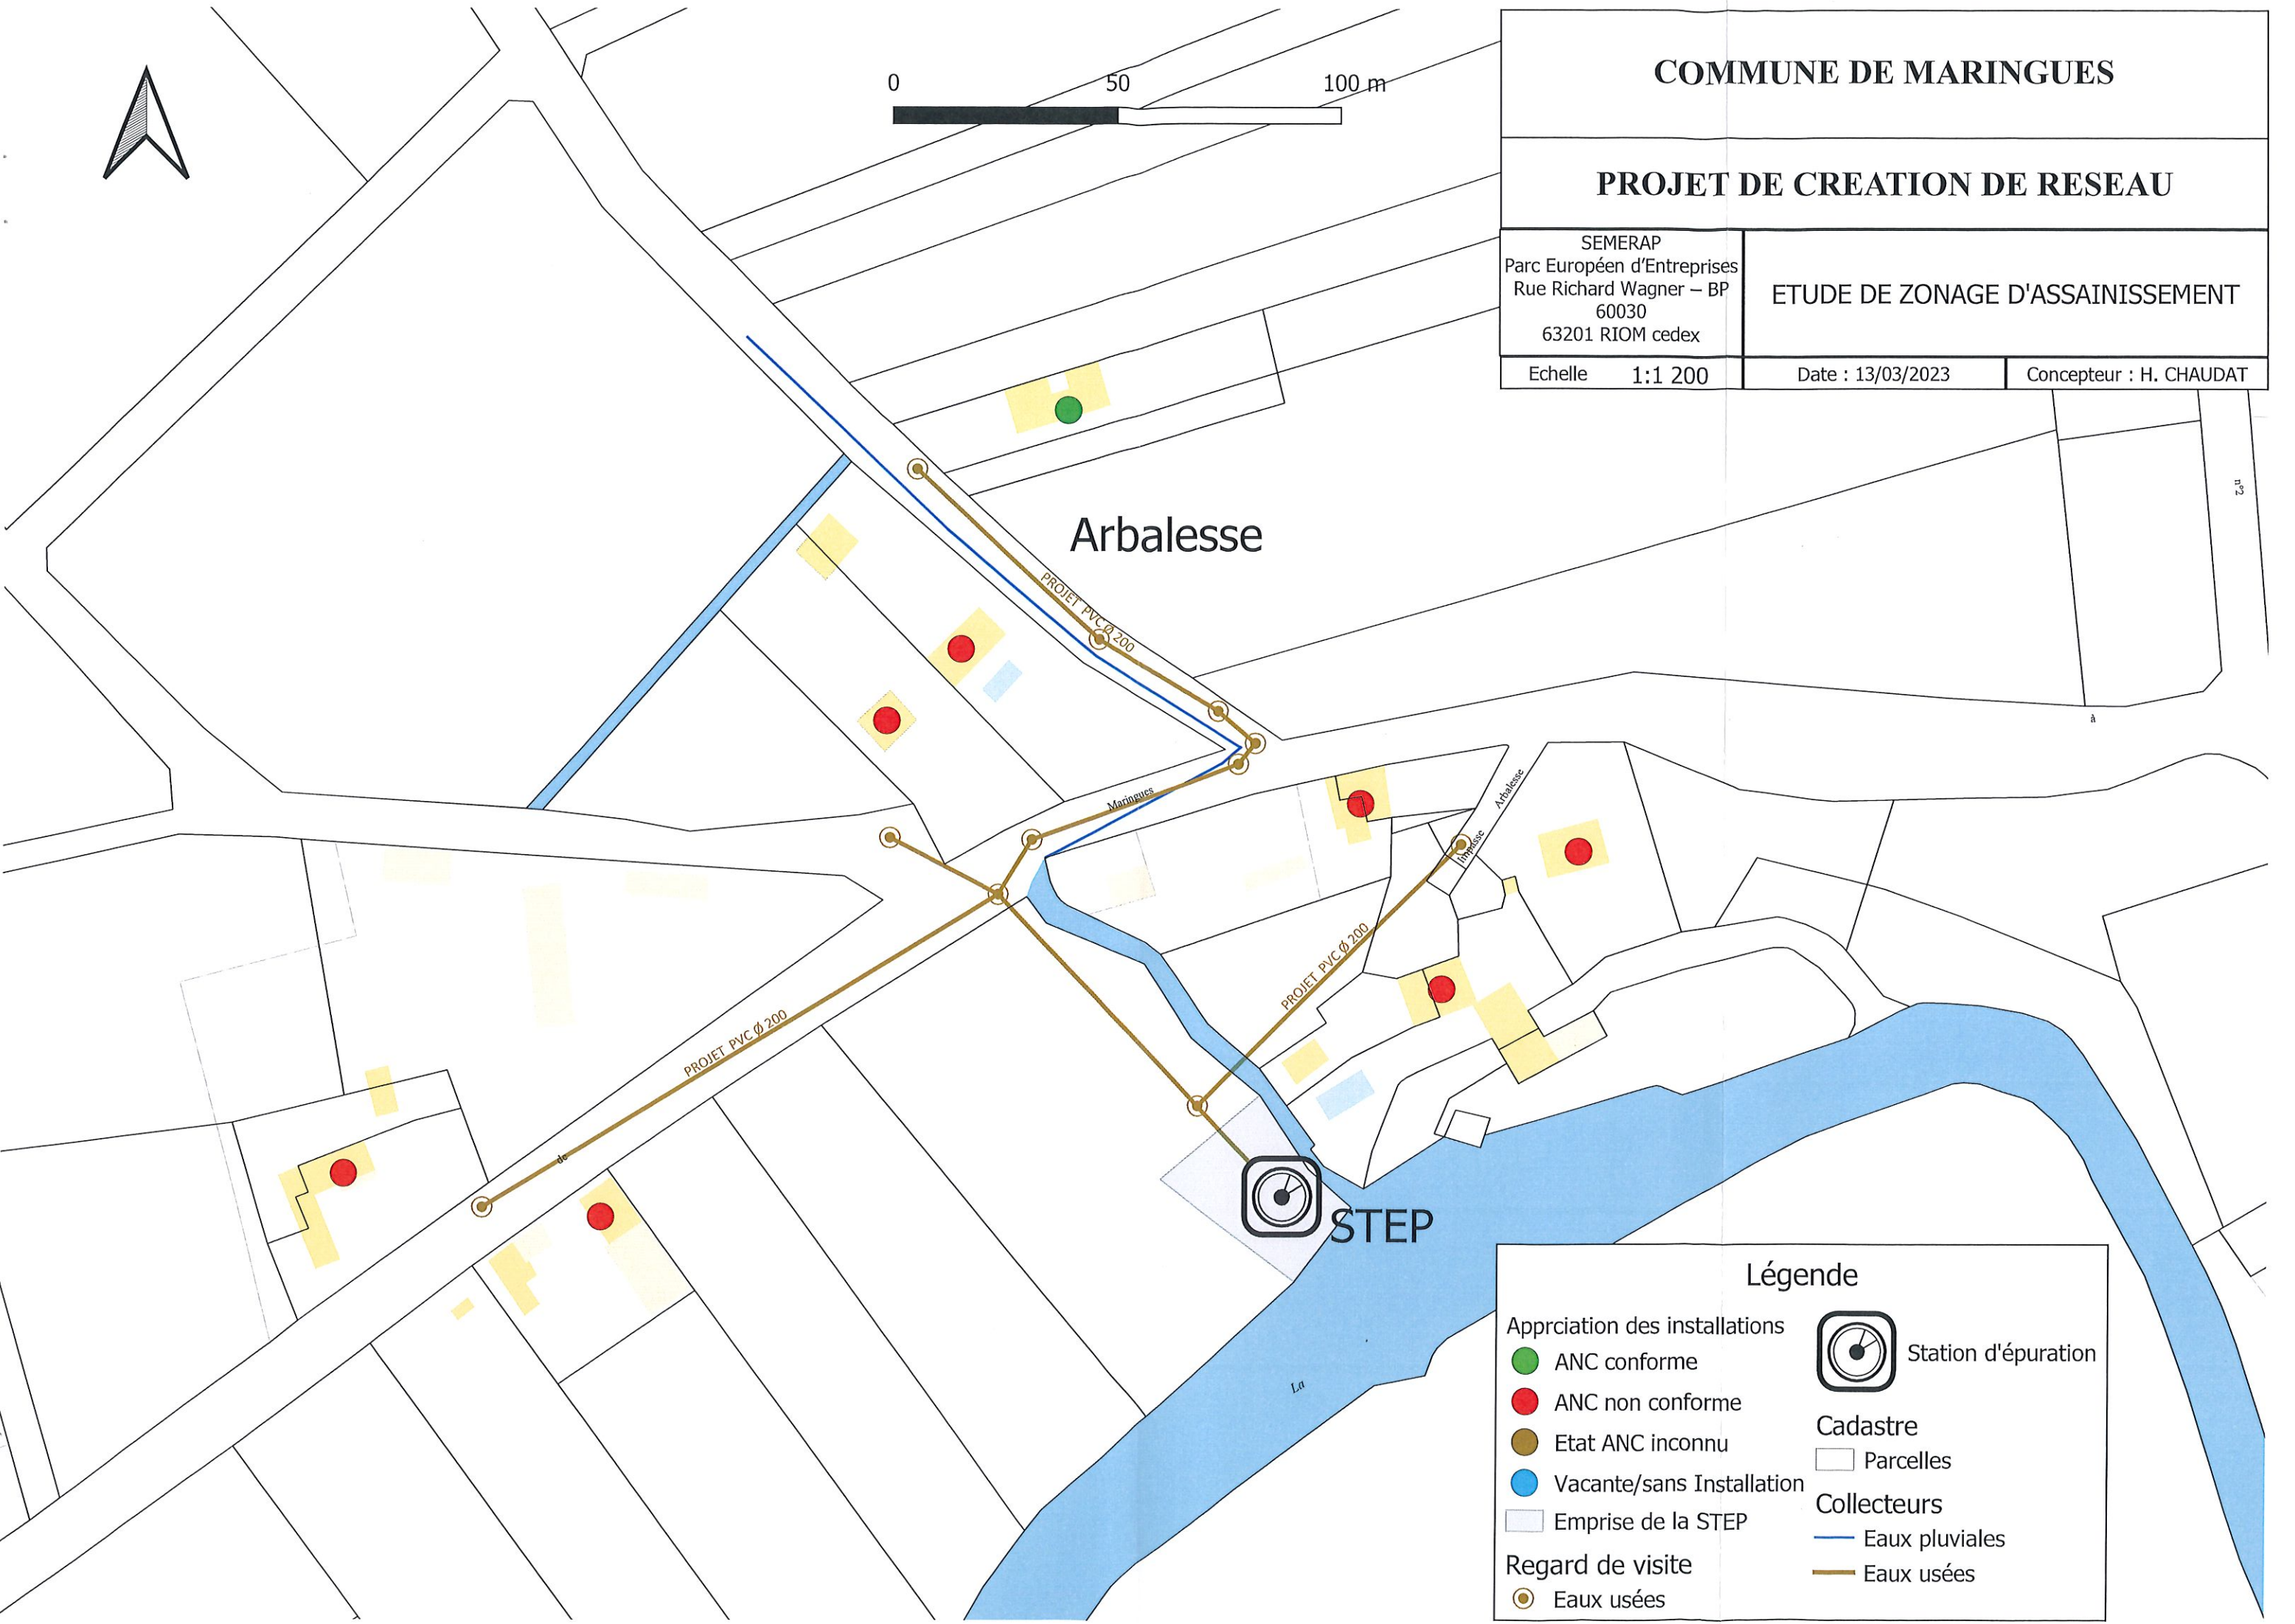 0 50 100 m
COMMUNE DE MARINGUES
PROJET DE CREATION DE RESEAU
SEMERAP
Parc Européen d'Entreprises
Rue Richard Wagner – BP
60030
63201 RIOM cedex
ETUDE DE ZONAGE D'ASSAINISSEMENT
Echelle 1:1 200
Date : 13/03/2023
Concepteur : H. CHAUDAT
n°2
Arbalesse
PROJET PVC Ø 200
à
Maringues
Arbalesse
Impasse
PROJET PVC Ø 200
PROJET PVC Ø 200
de
STEP
La
Légende
Apprciation des installations
ANC conforme
ANC non conforme
Etat ANC inconnu
Vacante/sans Installation
Emprise de la STEP
Regard de visite
Eaux usées
Station d'épuration
Cadastre
Parcelles
Collecteurs
Eaux pluviales
Eaux usées